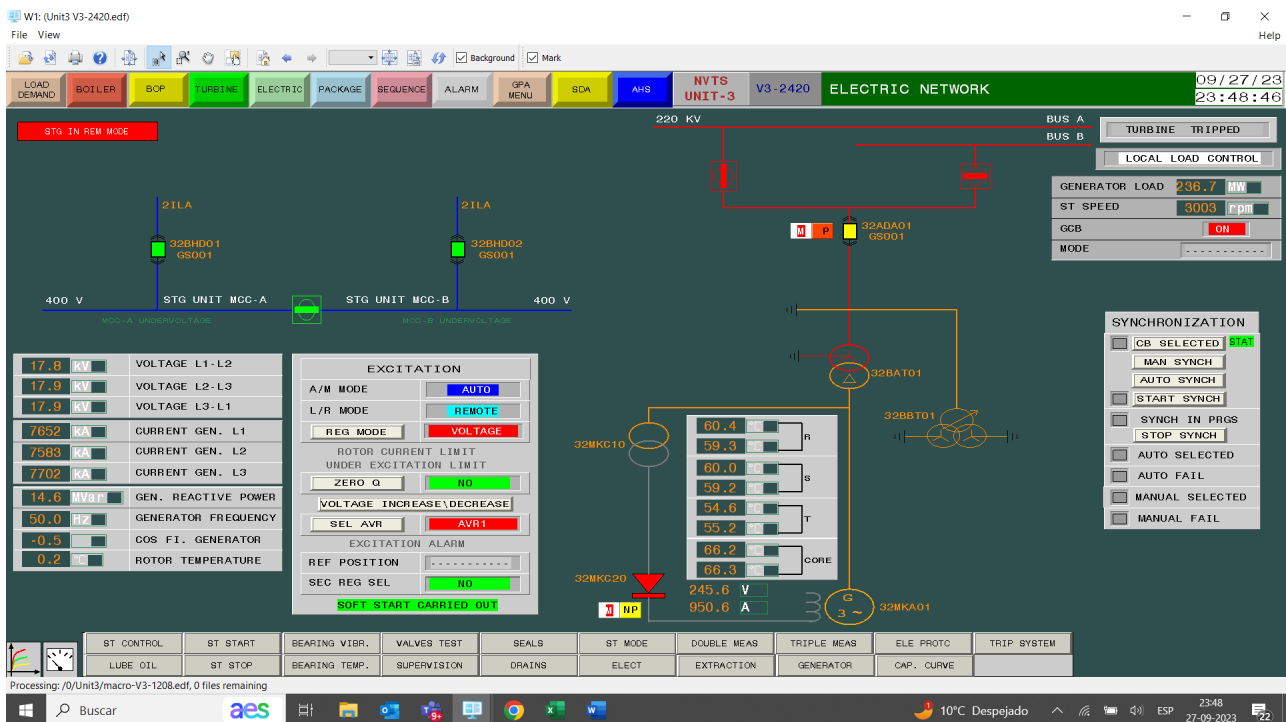 W1: (Unit3 V3-2420.edf)
File View Help
Background Mark
LOAD DEMAND BOILER BOP TURBINE ELECTRIC PACKAGE SEQUENCE ALARM GPA MENU SDA AHS NVTS UNIT-3 V3-2420 ELECTRIC NETWORK 09/27/23
23:48:46
STG IN REM MODE
220 KV BUS A
BUS B
TURBINE TRIPPED
LOCAL LOAD CONTROL
GENERATOR LOAD 236.7 MW
ST SPEED 3003 rpm
GCB ON
MODE -----------
2ILA 2ILA
32BHD01 GS001
32BHD02 GS001
M P 32ADA01 GS001
400 V STG UNIT MCC-A STG UNIT MCC-B 400 V
MCC-A UNDERVOLTAGE MCC-B UNDERVOLTAGE
32BAT01
32BBT01
32MKC10
SYNCHRONIZATION
CB SELECTED STAT
MAN SYNCH
AUTO SYNCH
START SYNCH
SYNCH IN PRGS
STOP SYNCH
AUTO SELECTED
AUTO FAIL
MANUAL SELECTED
MANUAL FAIL
17.8 KV VOLTAGE L1-L2
17.9 KV VOLTAGE L2-L3
17.9 KV VOLTAGE L3-L1
7652 KA CURRENT GEN. L1
7583 KA CURRENT GEN. L2
7702 KA CURRENT GEN. L3
14.6 MVar GEN. REACTIVE POWER
50.0 Hz GENERATOR FREQUENCY
-0.5 COS FI. GENERATOR
0.2 °C ROTOR TEMPERATURE
EXCITATION
A/M MODE AUTO
L/R MODE REMOTE
REG MODE VOLTAGE
ROTOR CURRENT LIMIT
UNDER EXCITATION LIMIT
ZERO Q NO
VOLTAGE INCREASE\DECREASE
SEL AVR AVR1
EXCITATION ALARM
REF POSITION -----------
SEC REG SEL NO
SOFT START CARRIED OUT
60.4 °C R
59.3 °C
60.0 °C S
59.2 °C
54.6 °C T
55.2 °C
66.2 °C CORE
66.3 °C
32MKC20
M NP
245.6 V
950.6 A
G 3 ~ 32MKA01
ST CONTROL ST START BEARING VIBR. VALVES TEST SEALS ST MODE DOUBLE MEAS TRIPLE MEAS ELE PROTC TRIP SYSTEM
LUBE OIL ST STOP BEARING TEMP. SUPERVISION DRAINS ELECT EXTRACTION GENERATOR CAP. CURVE
Processing: /0/Unit3/macro-V3-1208.edf, 0 files remaining
Buscar aes 9+ 10°C Despejado ESP 23:48
27-09-2023 22